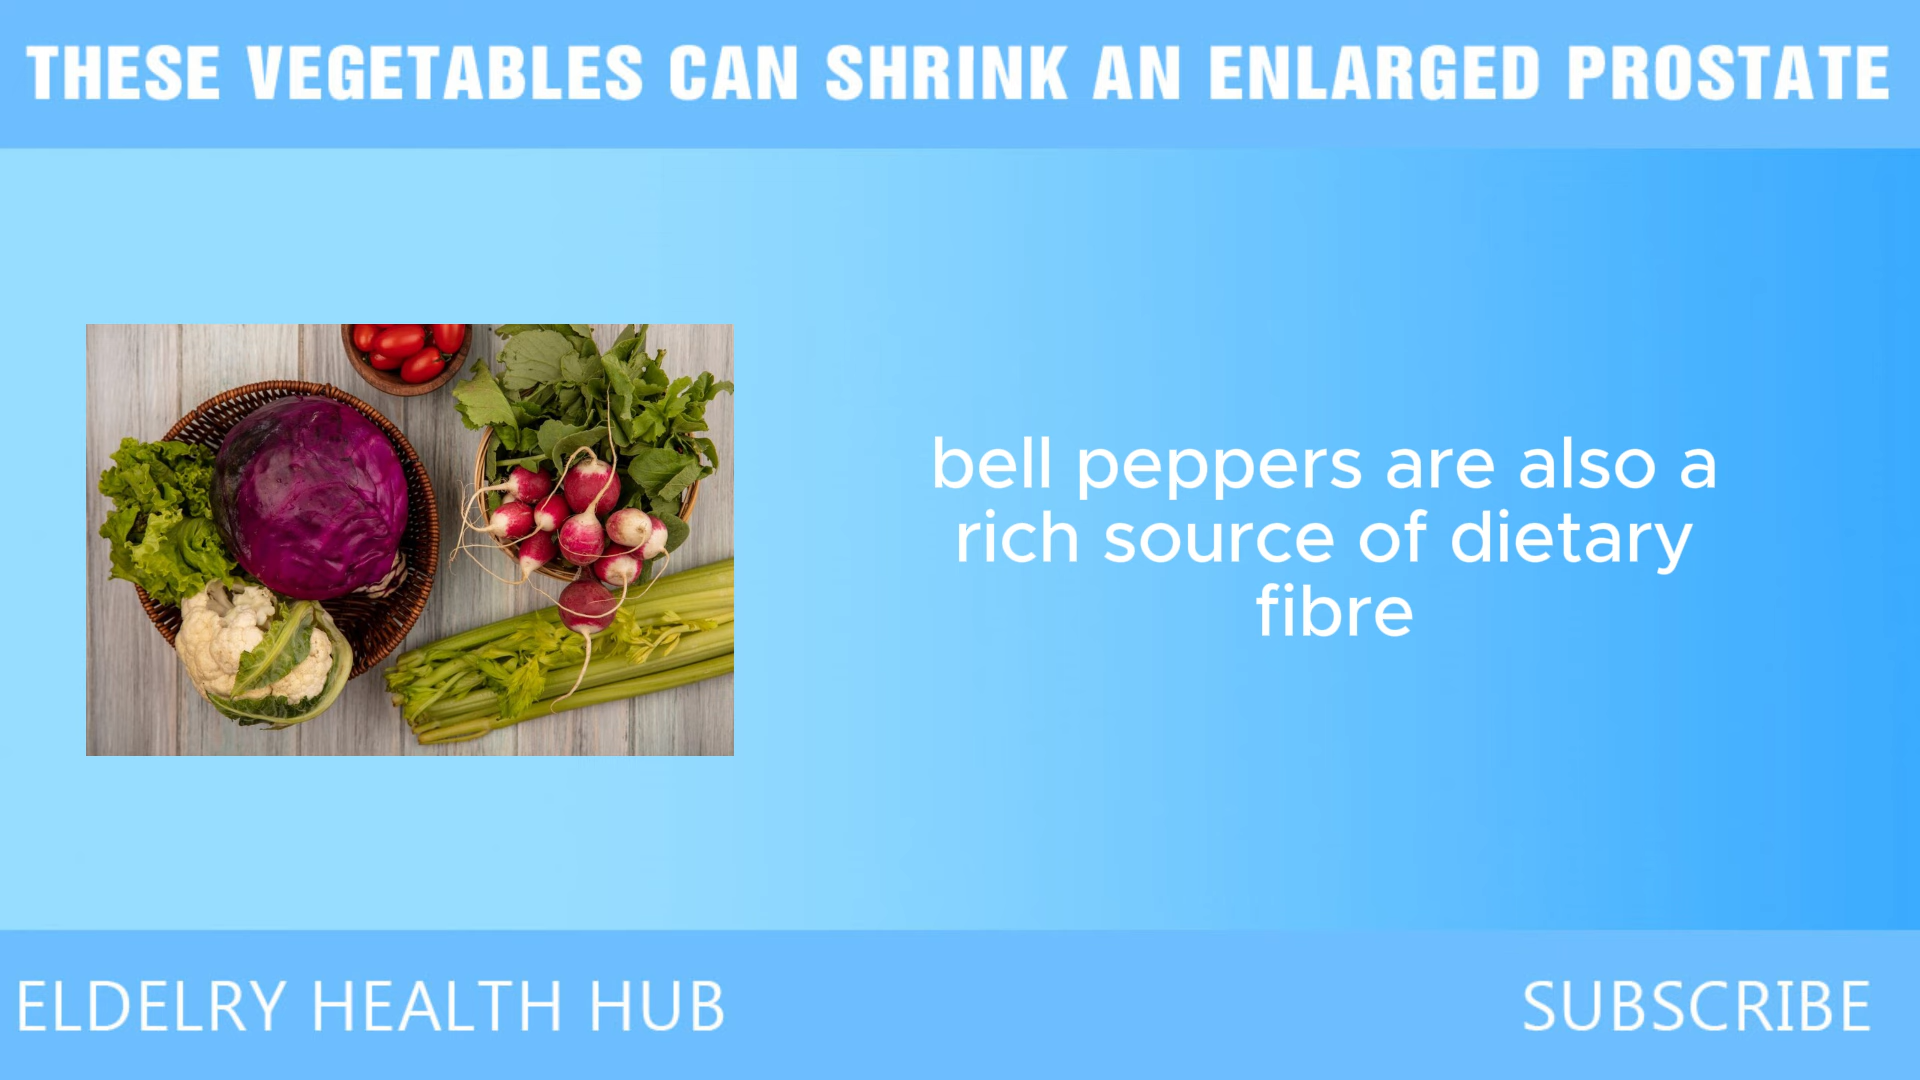 THESE VEGETABLES CAN SHRINK AN ENLARGED PROSTATE
bell peppers are also a
rich source of dietary
fibre
ELDELRY HEALTH HUB
SUBSCRIBE